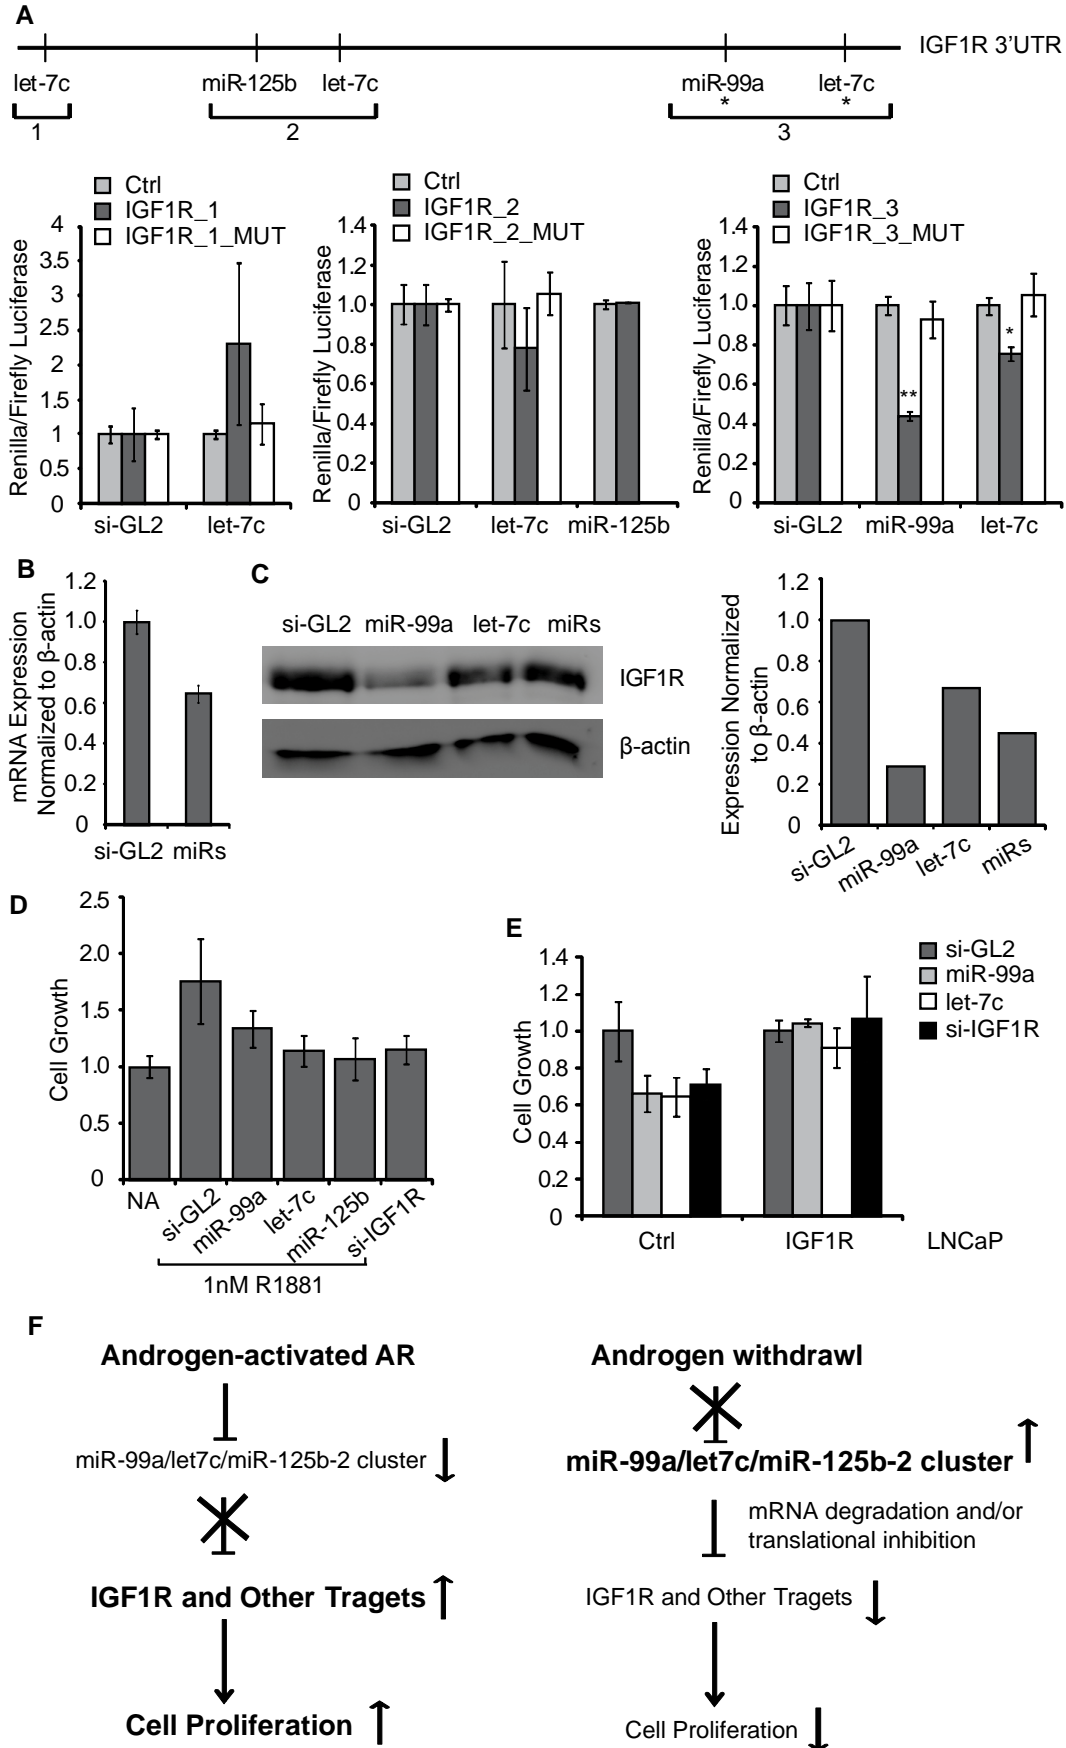 A
IGF1R 3'UTR
let-7c miR-125b let-7c miR-99a let-7c
* *
1 2 3
Ctrl
IGF1R_1
IGF1R_1_MUT
Renilla/Firefly Luciferase
4
3.5
3
2.5
2
1.5
1
0.5
0
si-GL2 let-7c
Ctrl
IGF1R_2
IGF1R_2_MUT
Renilla/Firefly Luciferase
1.4
1.2
1.0
0.8
0.6
0.4
0.2
0
si-GL2 let-7c miR-125b
Ctrl
IGF1R_3
IGF1R_3_MUT
Renilla/Firefly Luciferase
1.4
1.2
1.0
0.8
0.6
0.4
0.2
0
**
*
si-GL2 miR-99a let-7c
B
mRNA Expression
Normalized to β-actin
1.2
1.0
0.8
0.6
0.4
0.2
0
si-GL2 miRs
C
si-GL2 miR-99a let-7c miRs
IGF1R
β-actin
Expression Normalized
to β-actin
1.2
1.0
0.8
0.6
0.4
0.2
0
si-GL2 miR-99a let-7c miRs
D
Cell Growth
2.5
2.0
1.5
1.0
0.5
0
NA si-GL2 miR-99a let-7c miR-125b si-IGF1R
1nM R1881
E
si-GL2
miR-99a
let-7c
si-IGF1R
Cell Growth
1.4
1.2
1.0
0.8
0.6
0.4
0.2
0
Ctrl IGF1R LNCaP
F
Androgen-activated AR
miR-99a/let7c/miR-125b-2 cluster
IGF1R and Other Tragets
Cell Proliferation
Androgen withdrawl
miR-99a/let7c/miR-125b-2 cluster
mRNA degradation and/or
translational inhibition
IGF1R and Other Tragets
Cell Proliferation